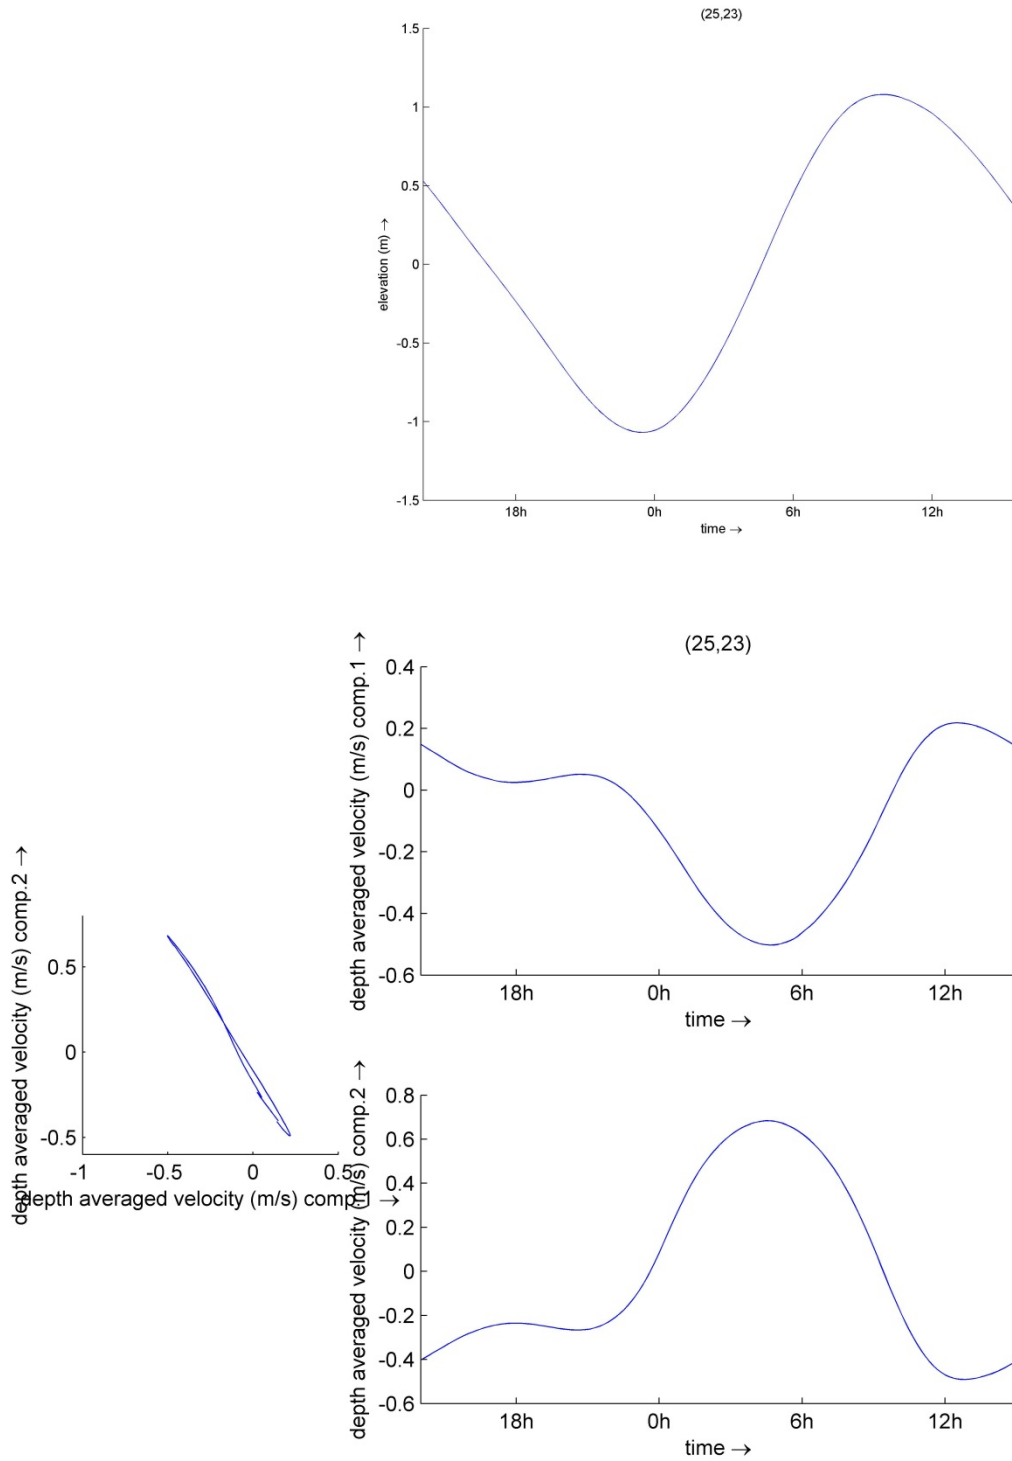 (25,23)
1.5
1
0.5
0
-0.5
-1
-1.5
elevation (m) →
18h 0h 6h 12h
time →
(25,23)
0.4
0.2
0
-0.2
-0.4
-0.6
depth averaged velocity (m/s) comp.1 →
18h 0h 6h 12h
time →
depth averaged velocity (m/s) comp.2 →
0.5
0
-0.5
-1 -0.5 0 0.5
depth averaged velocity (m/s) comp.1 →
depth averaged velocity (m/s) comp.2 →
0.8
0.6
0.4
0.2
0
-0.2
-0.4
-0.6
18h 0h 6h 12h
time →